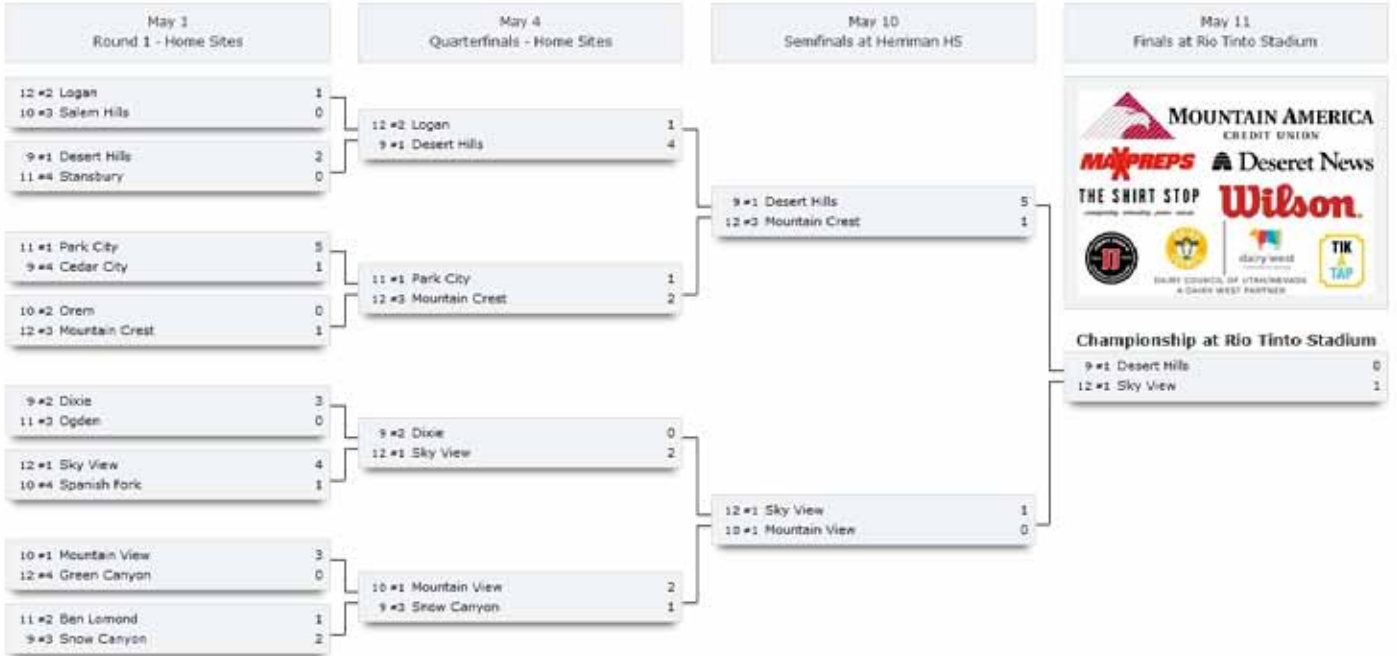 May 1
Round 1 - Home Sites
May 4
Quarterfinals - Home Sites
May 10
Semifinals at Herriman HS
May 11
Finals at Rio Tinto Stadium
12 #2 Logan 1
10 #3 Salem Hills 0
9 #1 Desert Hills 2
11 #4 Stansbury 0
11 #1 Park City 5
9 #4 Cedar City 1
10 #2 Orem 0
12 #3 Mountain Crest 1
9 #2 Dixie 3
11 #3 Ogden 0
12 #1 Sky View 4
10 #4 Spanish Fork 1
10 #1 Mountain View 3
12 #4 Green Canyon 0
11 #2 Ben Lomond 1
9 #3 Snow Canyon 2
12 #2 Logan 1
9 #1 Desert Hills 4
11 #1 Park City 1
12 #3 Mountain Crest 2
9 #2 Dixie 0
12 #1 Sky View 2
10 #1 Mountain View 2
9 #3 Snow Canyon 1
9 #1 Desert Hills 5
12 #3 Mountain Crest 1
12 #1 Sky View 1
10 #1 Mountain View 0
MOUNTAIN AMERICA
CREDIT UNION
MAXPREPS Deseret News
THE SHIRT STOP Wilson.
dairy west
TIK
A
TAP
DAIRY COUNCIL OF UTAH/NEVADA
A DAIRY WEST PARTNER
Championship at Rio Tinto Stadium
9 #1 Desert Hills 0
12 #1 Sky View 1